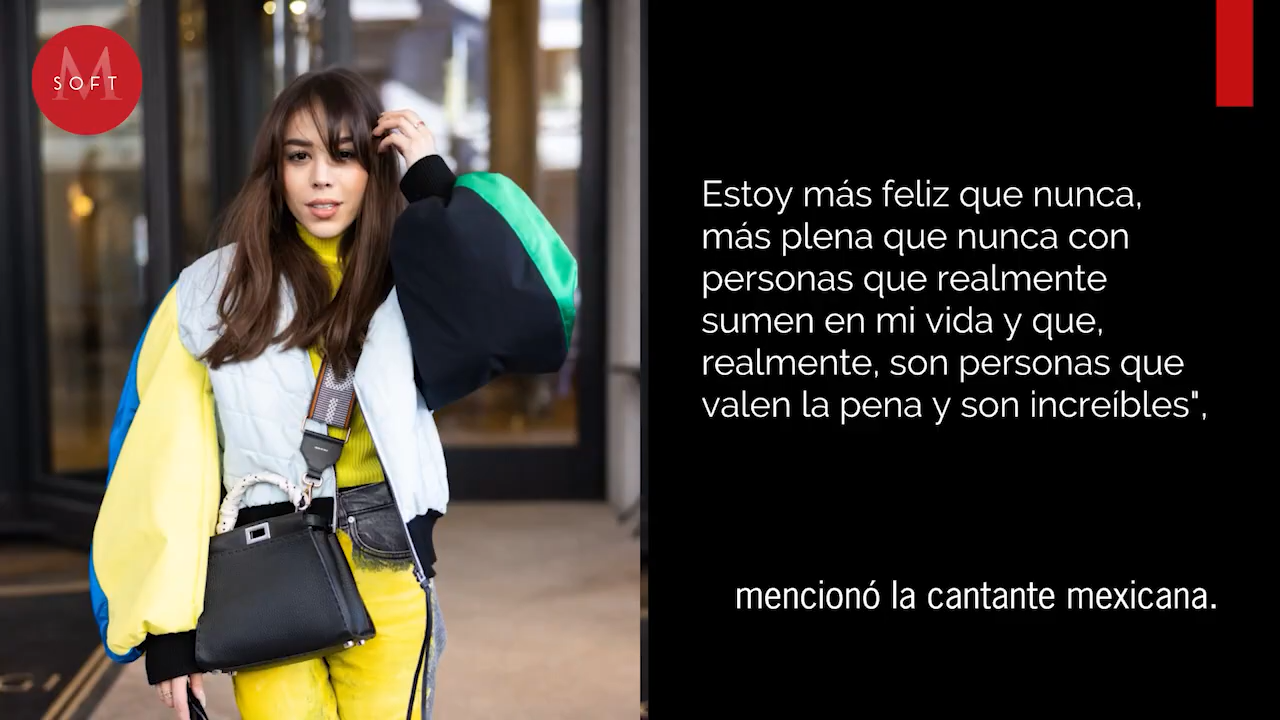 M
SOFT
Estoy más feliz que nunca,
más plena que nunca con
personas que realmente
sumen en mi vida y que,
realmente, son personas que
valen la pena y son increíbles",
mencionó la cantante mexicana.